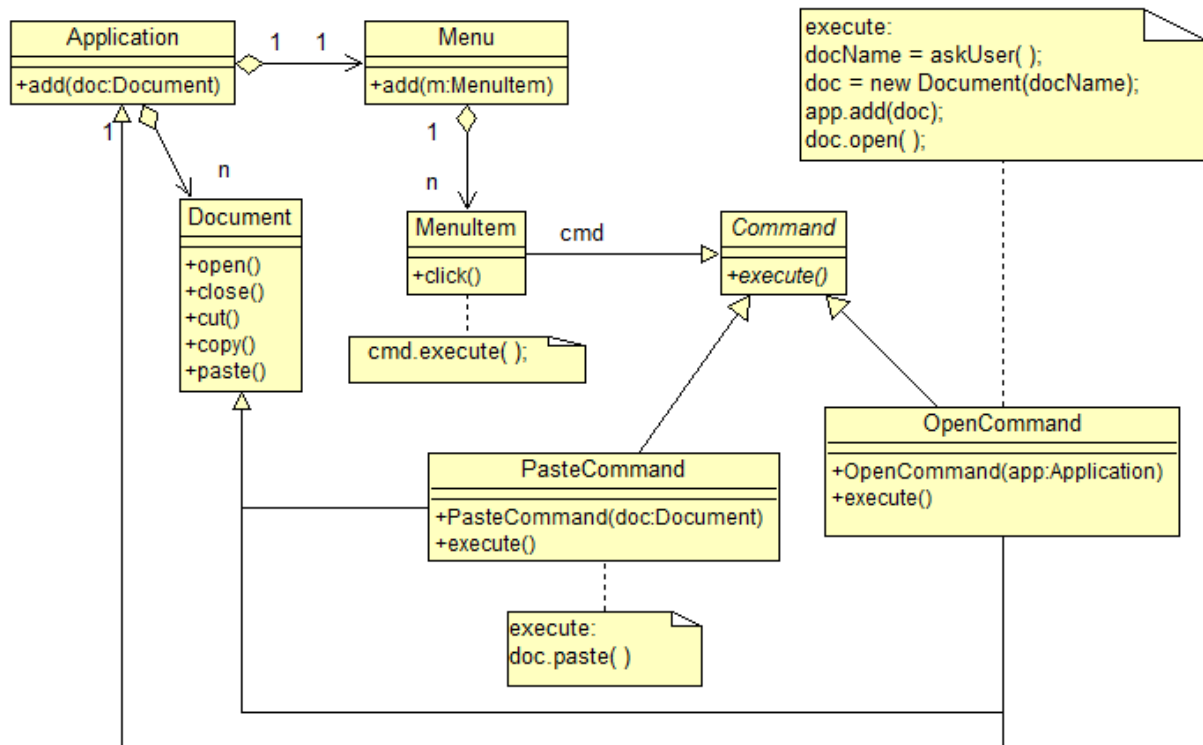 Application
+add(doc:Document)
1
1
Menu
+add(m:MenuItem)
execute:
docName = askUser( );
doc = new Document(docName);
app.add(doc);
doc.open( );
1
n
1
n
Document
+open()
+close()
+cut()
+copy()
+paste()
MenuItem
+click()
cmd
Command
+execute()
cmd.execute( );
PasteCommand
+PasteCommand(doc:Document)
+execute()
OpenCommand
+OpenCommand(app:Application)
+execute()
execute:
doc.paste( )